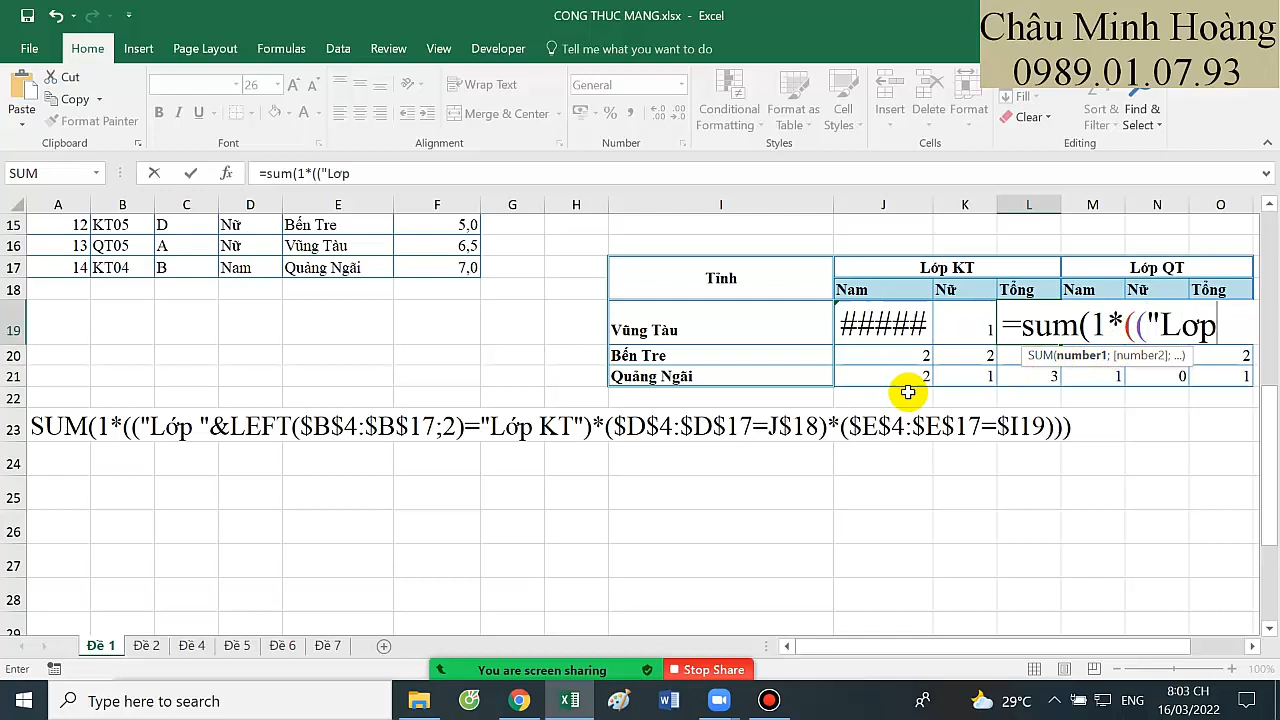 CONG THUC MANG.xlsx - Excel
Châu Minh Hoàng
0989.01.07.93
File Home Insert Page Layout Formulas Data Review View Developer Tell me what you want to do
Paste Cut Copy Format Painter Clipboard
26 Font
Wrap Text Merge & Center Alignment
General Number
Conditional Formatting Format as Table Cell Styles Styles
Insert Delete Format Cells
Fill Clear Sort & Filter Find & Select Editing
SUM =sum(1*(("Lơp
A B C D E F G H I J K L M N O
15 12 KT05 D Nữ Bến Tre 5,0
16 13 QT05 A Nữ Vũng Tàu 6,5
17 14 KT04 B Nam Quảng Ngãi 7,0 Tỉnh Lớp KT Lớp QT
18 Nam Nữ Tổng Nam Nữ Tổng
19 Vũng Tàu ##### 1 =sum(1*(("Lơp
20 Bến Tre 2 2 SUM(number1; [number2]; ...) 2
21 Quảng Ngãi 2 1 3 1 0 1
22
23 SUM(1*(("Lớp "&LEFT($B$4:$B$17;2)="Lớp KT")*($D$4:$D$17=J$18)*($E$4:$E$17=$I19)))
24
25
26
27
28
29
Đề 1 Đề 2 Đề 4 Đề 5 Đề 6 Đề 7
Enter 100%
You are screen sharing Stop Share
Type here to search 29°C ENG 8:03 CH
16/03/2022